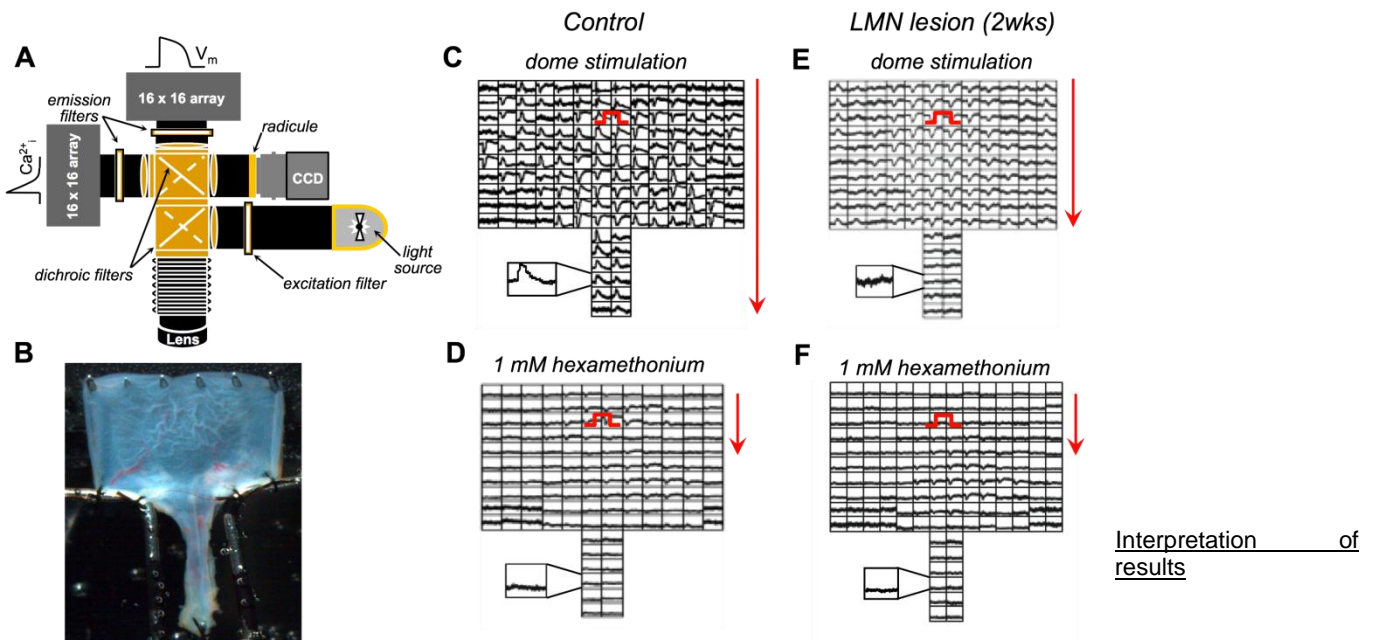 Control
LMN lesion (2wks)
A
Vm
16 x 16 array
emission filters
radicule
Ca2+i
16 x 16 array
CCD
dichroic filters
excitation filter
light source
Lens
B
C
dome stimulation
D
1 mM hexamethonium
E
dome stimulation
F
1 mM hexamethonium
Interpretation of
results